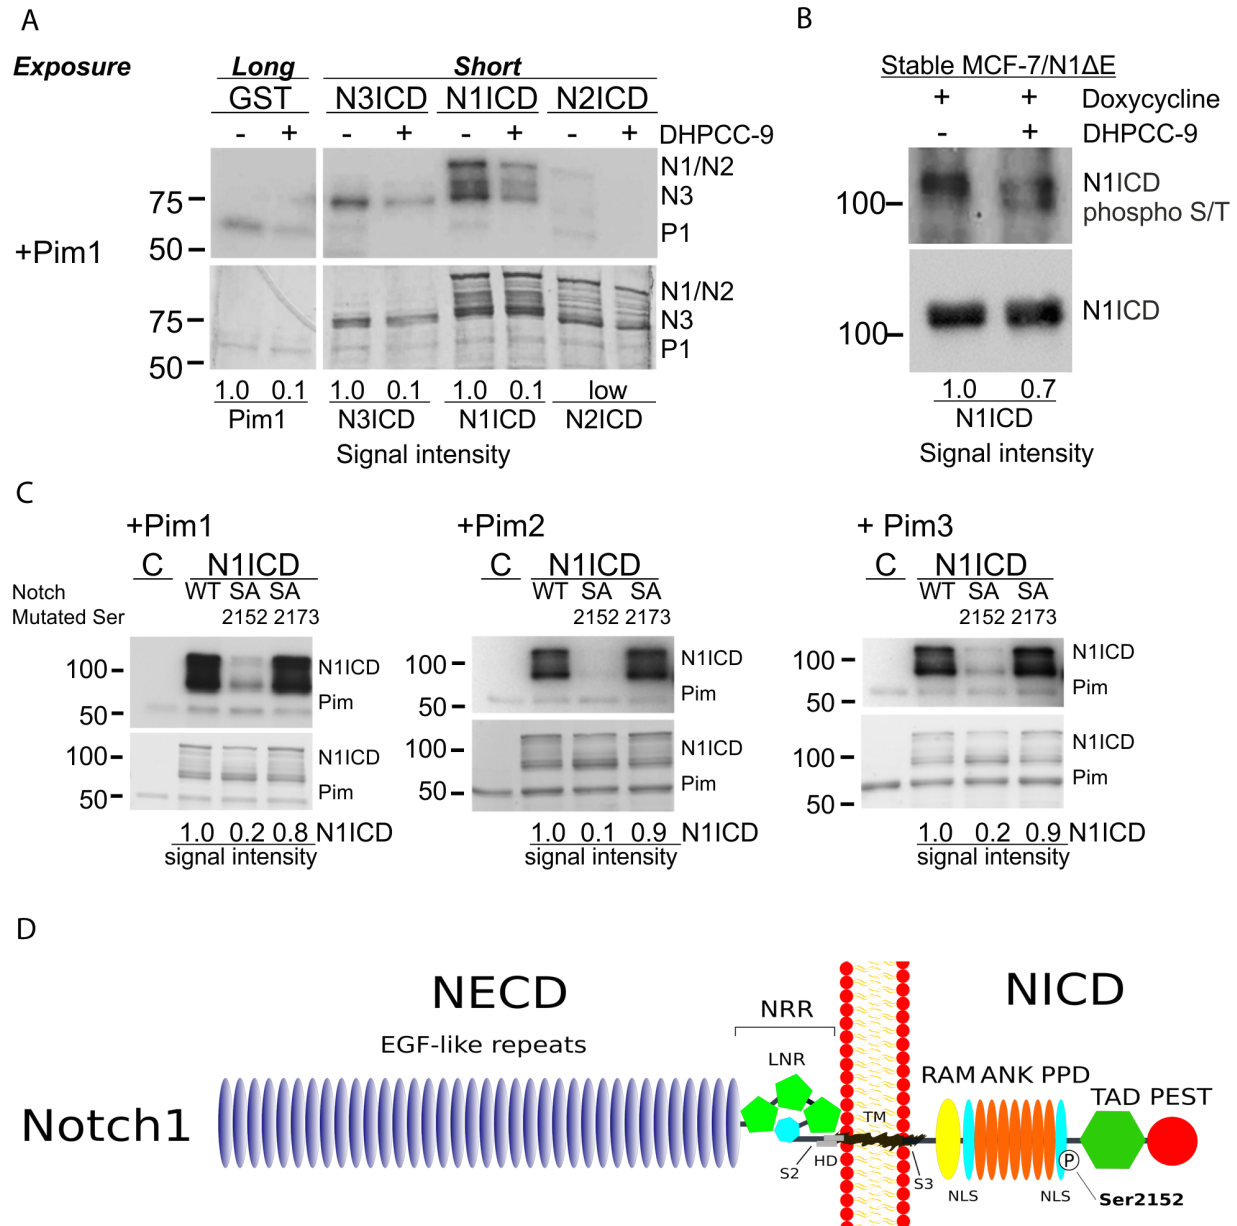 A
Exposure Long Short
GST N3ICD N1ICD N2ICD
- + - + - + - + DHPCC-9
+Pim1
75
50
N1/N2
N3
P1
75
50
N1/N2
N3
P1
1.0 0.1 1.0 0.1 1.0 0.1 low
Pim1 N3ICD N1ICD N2ICD
Signal intensity
B
Stable MCF-7/N1ΔE
+ + Doxycycline
- + DHPCC-9
100
N1ICD
phospho S/T
100
N1ICD
1.0 0.7
N1ICD
Signal intensity
C
+Pim1
C N1ICD
Notch WT SA SA
Mutated Ser 2152 2173
100
50
N1ICD
Pim
100
50
N1ICD
Pim
1.0 0.2 0.8 N1ICD
signal intensity
+Pim2
C N1ICD
WT SA SA
2152 2173
100
50
N1ICD
Pim
100
50
N1ICD
Pim
1.0 0.1 0.9 N1ICD
signal intensity
+ Pim3
C N1ICD
WT SA SA
2152 2173
100
50
N1ICD
Pim
100
50
N1ICD
Pim
1.0 0.2 0.9 N1ICD
signal intensity
D
NECD NICD
NRR
EGF-like repeats
LNR
RAM ANK PPD
TAD PEST
Notch1
TM
S2 HD S3
P
NLS NLS Ser2152